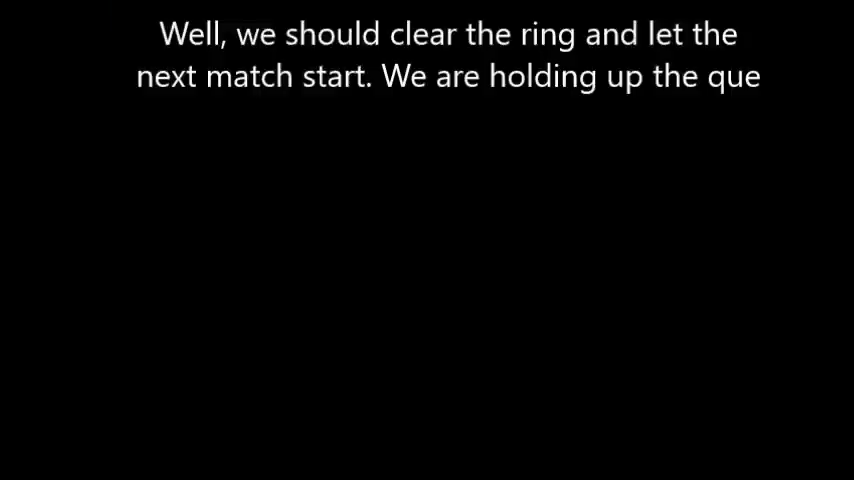 Well, we should clear the ring and let the
next match start. We are holding up the que